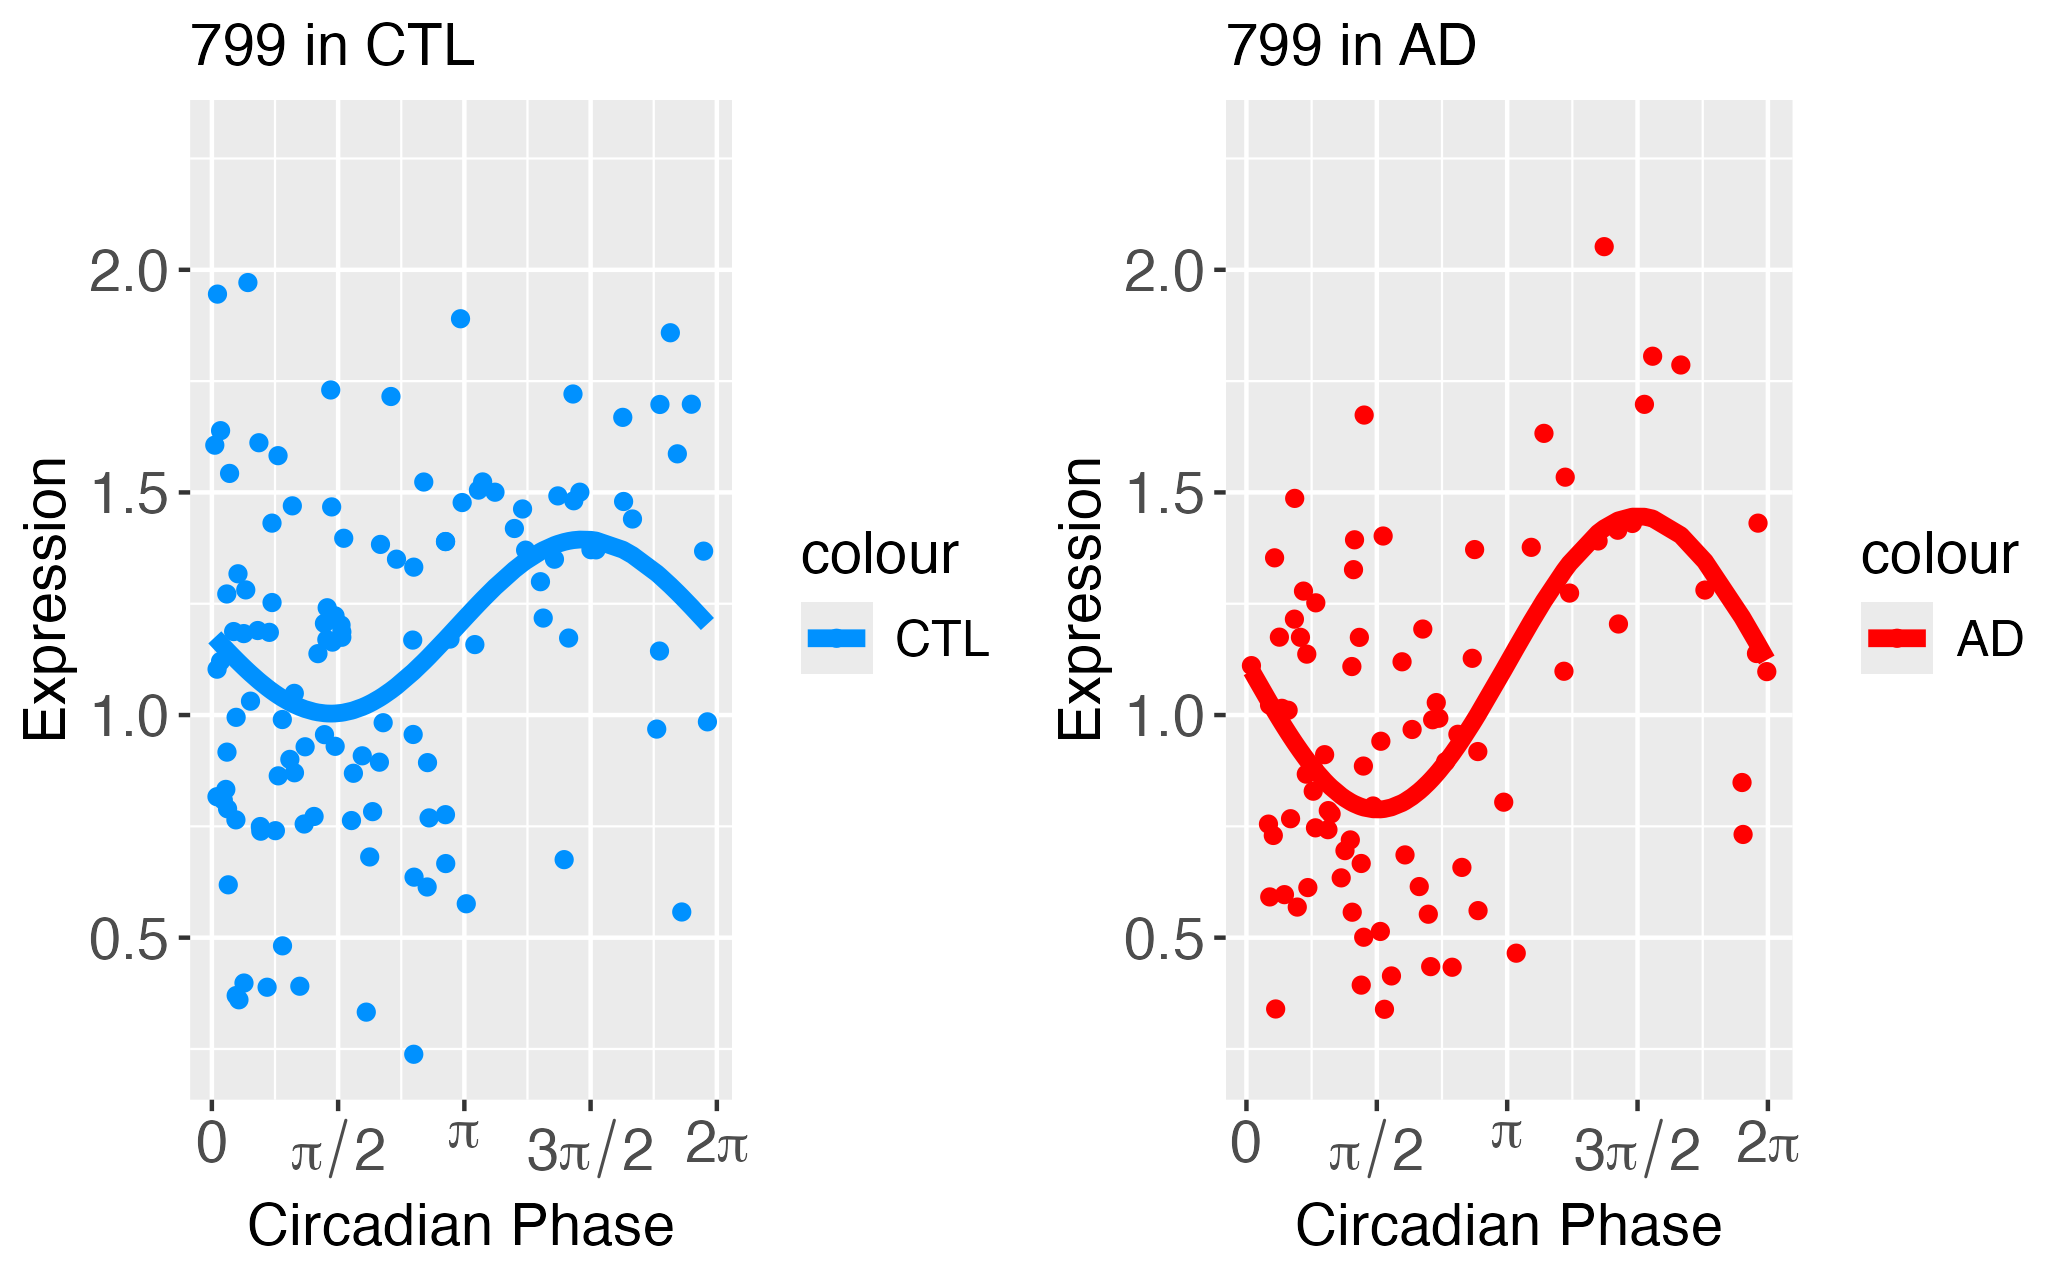 799 in CTL
Expression
2.0
1.5
1.0
0.5
0
π/2
π
3π/2
2π
Circadian Phase
colour
CTL
799 in AD
Expression
2.0
1.5
1.0
0.5
0
π/2
π
3π/2
2π
Circadian Phase
colour
AD